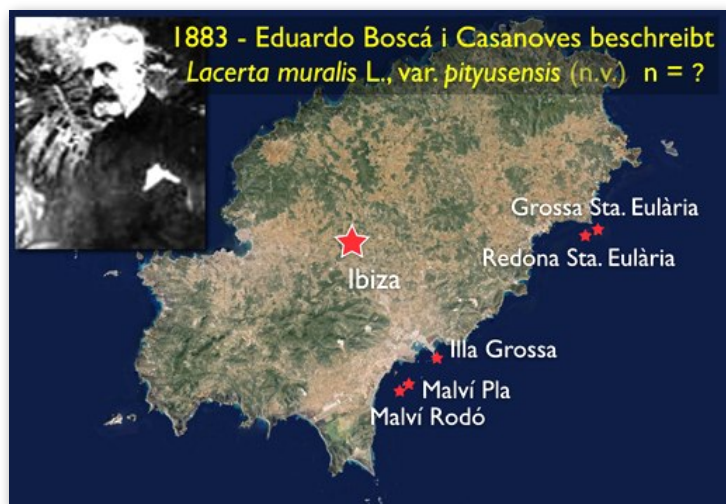 1883 - Eduardo Boscá i Casanoves beschreibt
Lacerta muralis L., var. pityusensis (n.v.)  n = ?
Grossa Sta. Eulària
Redona Sta. Eulària
Ibiza
Illa Grossa
Malví Pla
Malví Rodó